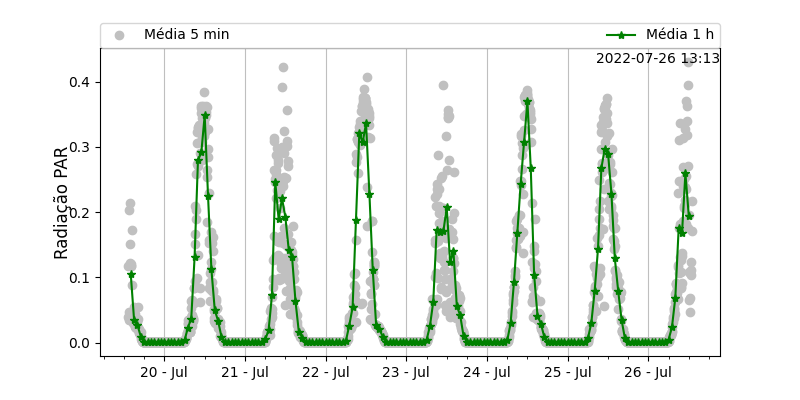 Média 5 min
Média 1 h
2022-07-26 13:13
Radiação PAR
0.4
0.3
0.2
0.1
0.0
20 - Jul
21 - Jul
22 - Jul
23 - Jul
24 - Jul
25 - Jul
26 - Jul